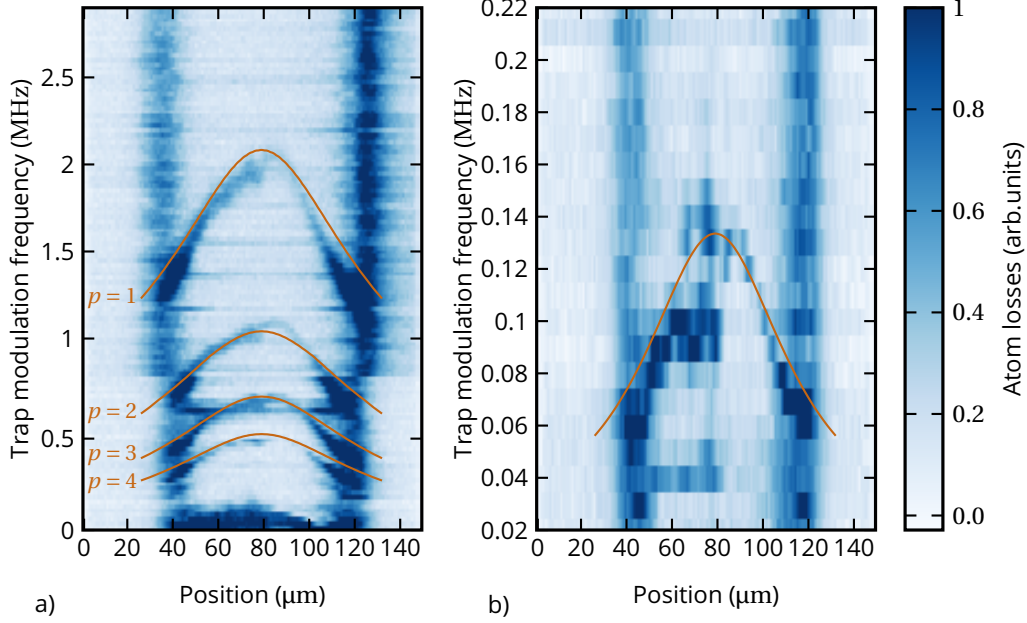 Trap modulation frequency (MHz)
2.5
2
1.5
1
0.5
0
p = 1
p = 2
p = 3
p = 4
0 20 40 60 80 100 120 140
Position (μm)
a)
Trap modulation frequency (MHz)
0.22
0.2
0.18
0.16
0.14
0.12
0.1
0.08
0.06
0.04
0.02
0 20 40 60 80 100 120 140
Position (μm)
b)
1
0.8
0.6
0.4
0.2
0.0
Atom losses (arb.units)